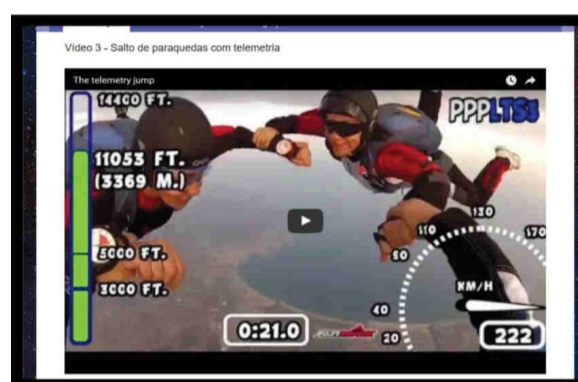 Vídeo 3 - Salto de paraquedas com telemetria
The telemetry jump
14400 FT.
PPPLTSs
11053 FT.
(3369 M.)
5000 FT.
3000 FT.
130
110
170
80
KM/H
40
20
0:21.0
222